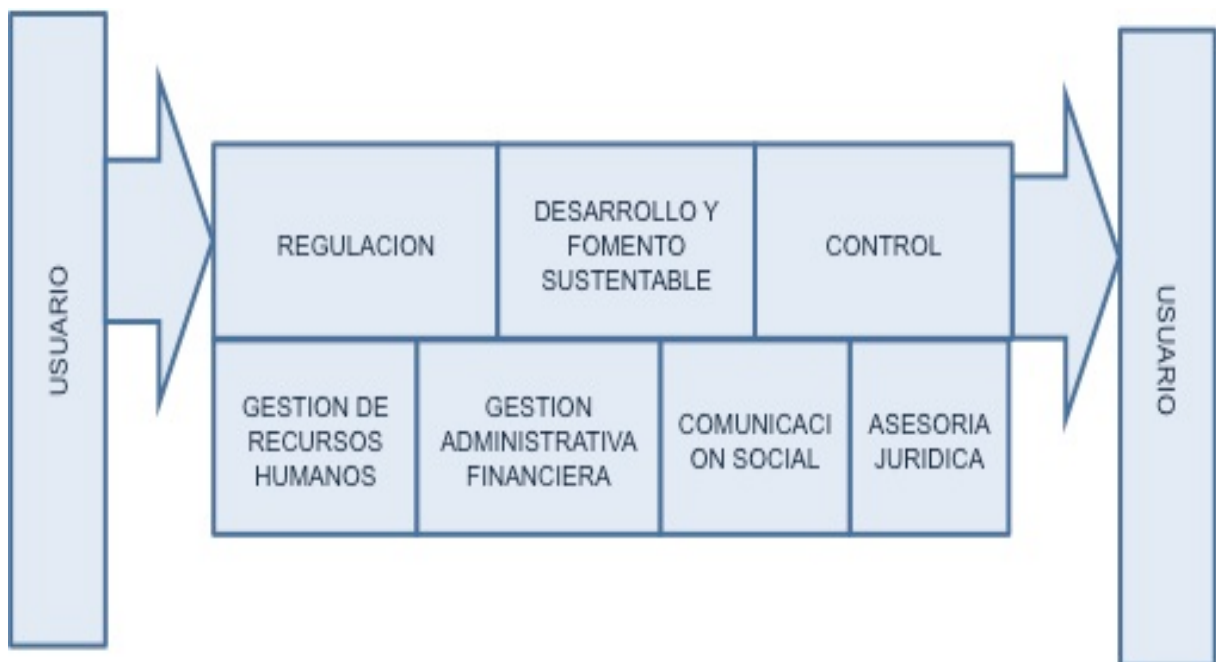 USUARIO
REGULACION
DESARROLLO Y
FOMENTO
SUSTENTABLE
CONTROL
GESTION DE
RECURSOS
HUMANOS
GESTION
ADMINISTRATIVA
FINANCIERA
COMUNICACI
ON SOCIAL
ASESORIA
JURIDICA
USUARIO